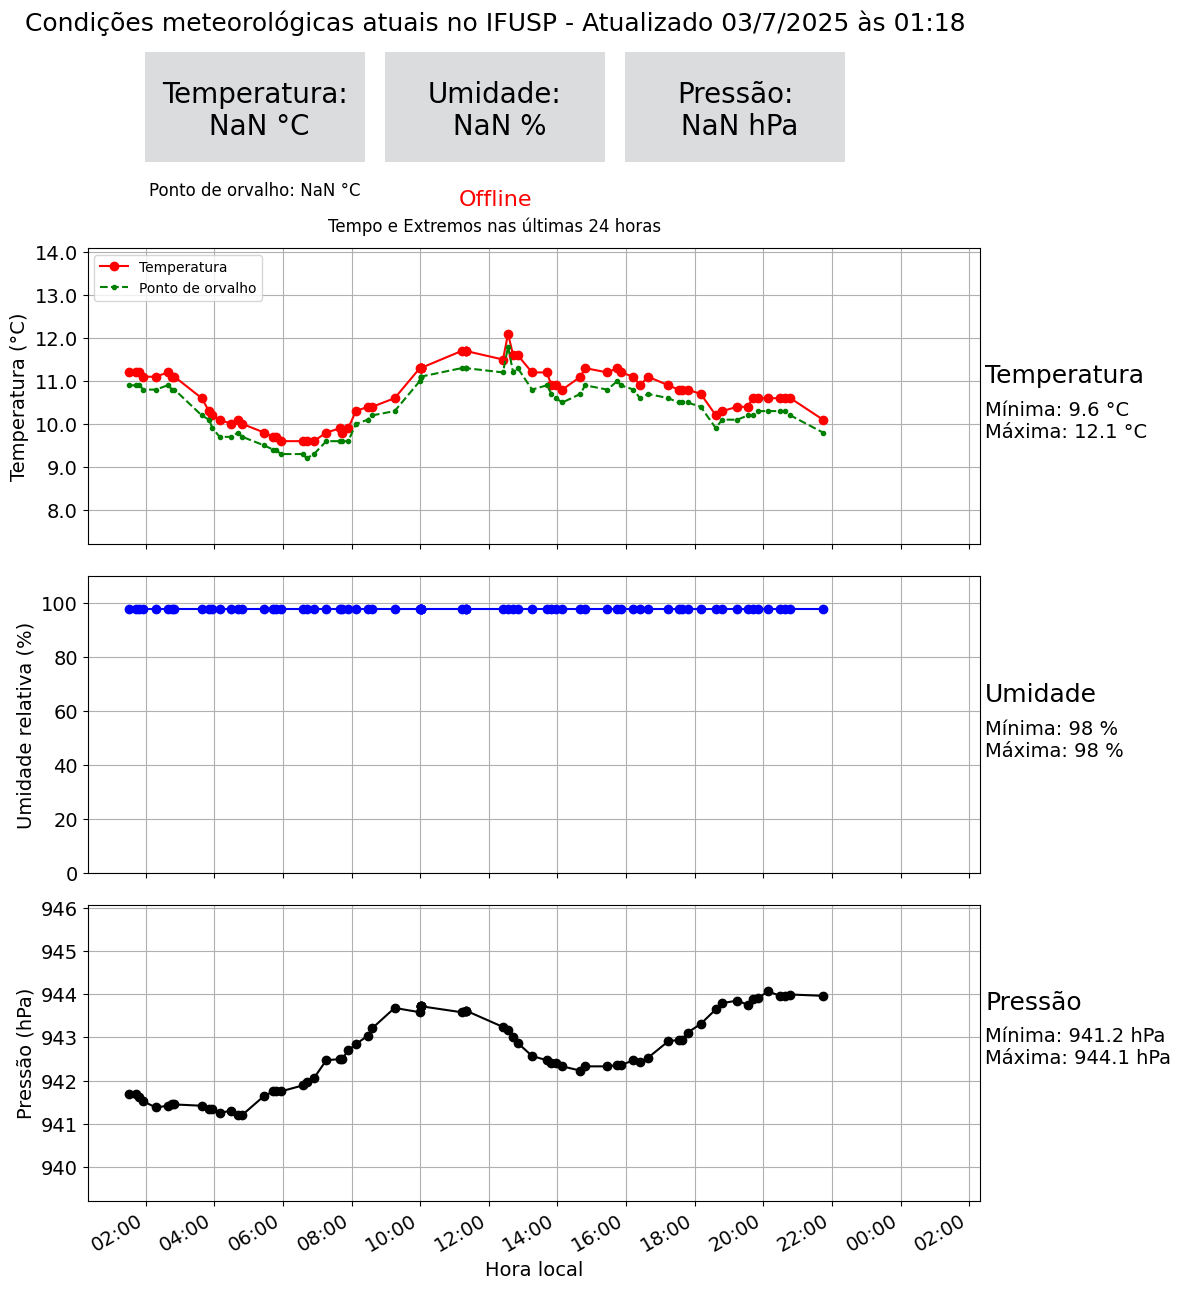 Condições meteorológicas atuais no IFUSP - Atualizado 03/7/2025 às 01:18
Temperatura:
NaN °C
Umidade:
NaN %
Pressão:
NaN hPa
Ponto de orvalho: NaN °C
Offline
Tempo e Extremos nas últimas 24 horas
Temperatura (°C)
14.0
13.0
12.0
11.0
10.0
9.0
8.0
Temperatura
Ponto de orvalho
Temperatura
Mínima: 9.6 °C
Máxima: 12.1 °C
Umidade relativa (%)
100
80
60
40
20
0
Umidade
Mínima: 98 %
Máxima: 98 %
Pressão (hPa)
946
945
944
943
942
941
940
Pressão
Mínima: 941.2 hPa
Máxima: 944.1 hPa
02:00 04:00 06:00 08:00 10:00 12:00 14:00 16:00 18:00 20:00 22:00 00:00 02:00
Hora local